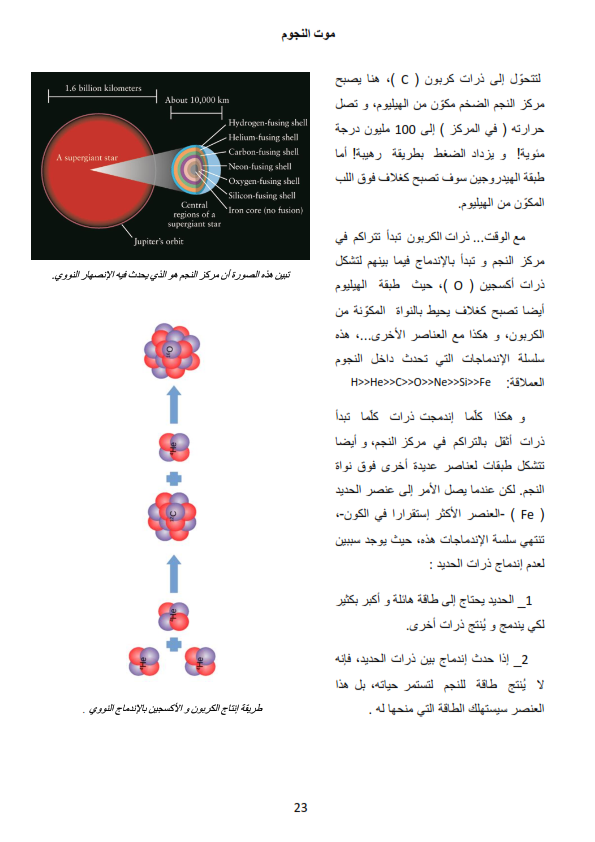 موت النجوم
لتتحوّل إلى ذرات كربون ( C )، هنا يصبح
مركز النجم الضخم مكوّن من الهيليوم، و تصل
حرارته ( في المركز ) إلى 100 مليون درجة
مئوية! و يزداد الضغط بطريقة رهيبة! أما
طبقة الهيدروجين سوف تصبح كغلاف فوق اللب
المكوّن من الهيليوم.
مع الوقت... ذرات الكربون تبدأ تتراكم في
مركز النجم و تبدأ بالإندماج فيما بينهم لتشكل
ذرات أكسجين ( O )، حيث طبقة الهيليوم
أيضا تصبح كغلاف يحيط بالنواة المكوّنة من
الكربون، و هكذا مع العناصر الأخرى...، هذه
سلسلة الإندماجات التي تحدث داخل النجوم
العملاقة: H>>He>>C>>O>>Ne>>Si>>Fe
و هكذا كلّما إندمجت ذرات كلّما تبدأ
ذرات أثقل بالتراكم في مركز النجم، و أيضا
تتشكل طبقات لعناصر عديدة أخرى فوق نواة
النجم. لكن عندما يصل الأمر إلى عنصر الحديد
( Fe ) -العنصر الأكثر إستقرارا في الكون-،
تنتهي سلسة الإندماجات هذه، حيث يوجد سببين
لعدم إندماج ذرات الحديد :
1_ الحديد يحتاج إلى طاقة هائلة و أكبر بكثير
لكي يندمج و يُنتج ذرات أخرى.
2_ إذا حدث إندماج بين ذرات الحديد، فإنه
لا يُنتج طاقة للنجم لتستمر حياته، بل هذا
العنصر سيستهلك الطاقة التي منحها له .
1.6 billion kilometers
About 10,000 km
A supergiant star
Hydrogen-fusing shell
Helium-fusing shell
Carbon-fusing shell
Neon-fusing shell
Oxygen-fusing shell
Silicon-fusing shell
Iron core (no fusion)
Central
regions of a
supergiant star
Jupiter's orbit
تبين هذه الصورة أن مركز النجم هو الذي يحدث فيه الإنصهار النووي.
¹⁶O
⁴He
¹²C
⁴He
⁴He
⁴He
طريقة إنتاج الكربون و الأكسجين بالإندماج النووي .
23